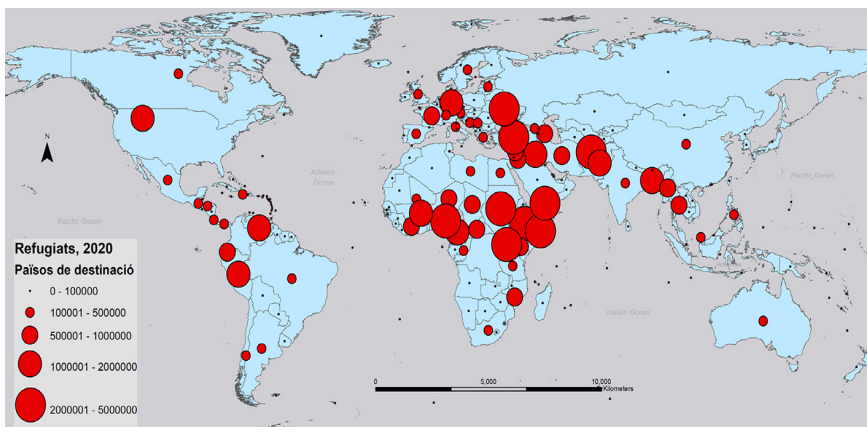 N
Atlantic
Ocean
Pacific Ocean
Pacific Ocean
Indian Ocean
Refugiats, 2020
Països de destinació
0 - 100000
100001 - 500000
500001 - 1000000
1000001 - 2000000
2000001 - 5000000
0
5,000
10,000
Kilometers